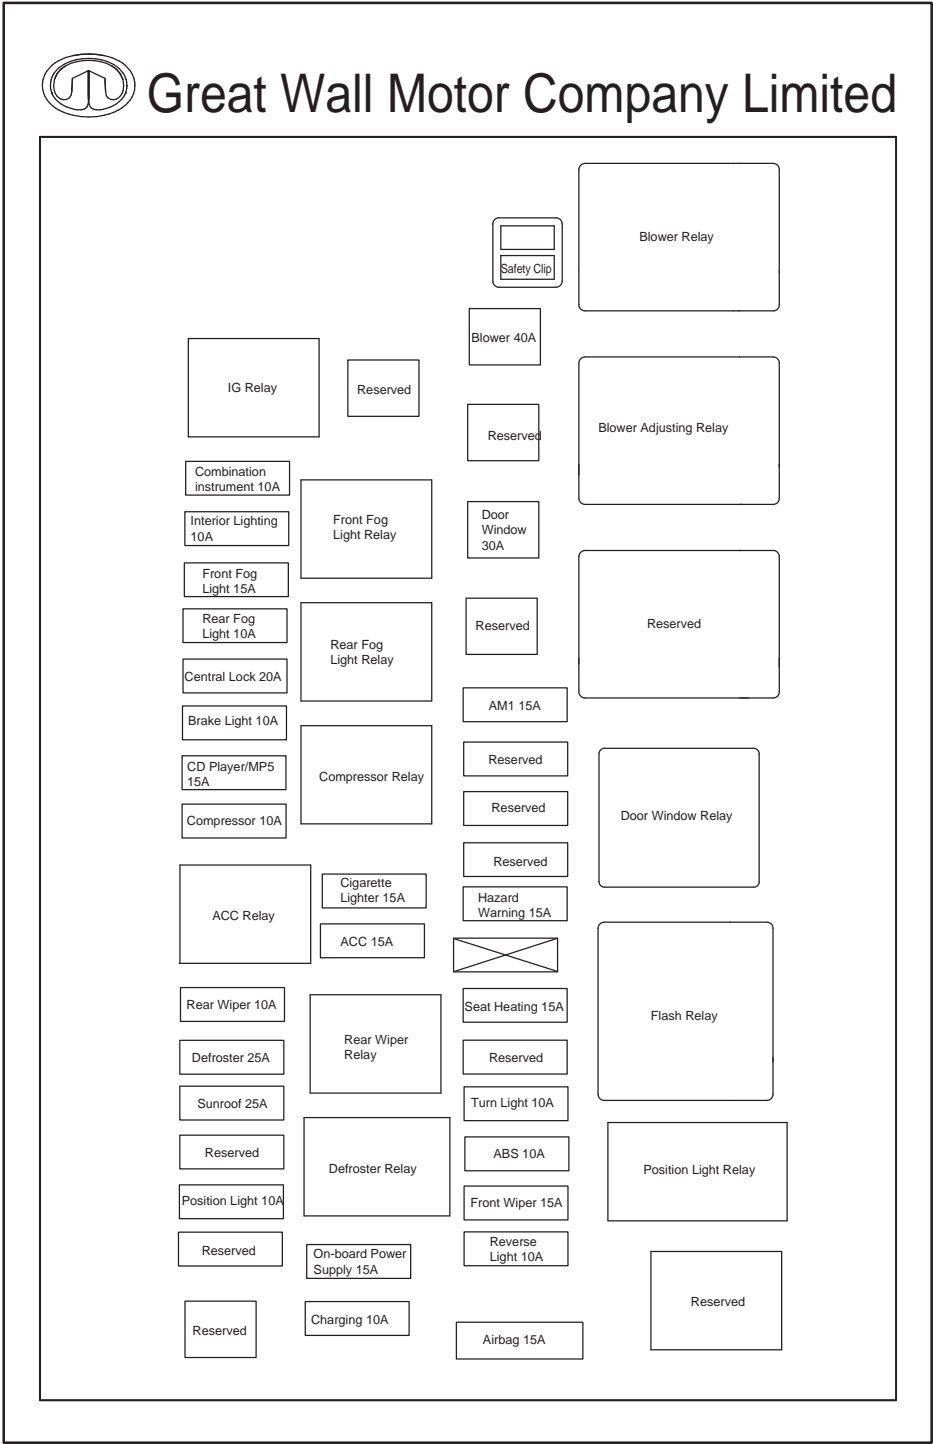 Great Wall Motor Company Limited
Blower Relay
Safety Clip
Blower 40A
IG Relay
Reserved
Blower Adjusting Relay
Reserved
Combination
instrument 10A
Interior Lighting
10A
Front Fog
Light Relay
Door
Window
30A
Front Fog
Light 15A
Rear Fog
Light 10A
Reserved
Reserved
Rear Fog
Light Relay
Central Lock 20A
AM1 15A
Brake Light 10A
CD Player/MP5
15A
Compressor Relay
Reserved
Compressor 10A
Reserved
Door Window Relay
Reserved
Cigarette
Lighter 15A
Hazard
Warning 15A
ACC Relay
ACC 15A
Rear Wiper 10A
Seat Heating 15A
Flash Relay
Rear Wiper
Relay
Defroster 25A
Reserved
Sunroof 25A
Turn Light 10A
Reserved
Defroster Relay
ABS 10A
Position Light Relay
Position Light 10A
Front Wiper 15A
Reserved
On-board Power
Supply 15A
Reverse
Light 10A
Reserved
Charging 10A
Reserved
Airbag 15A